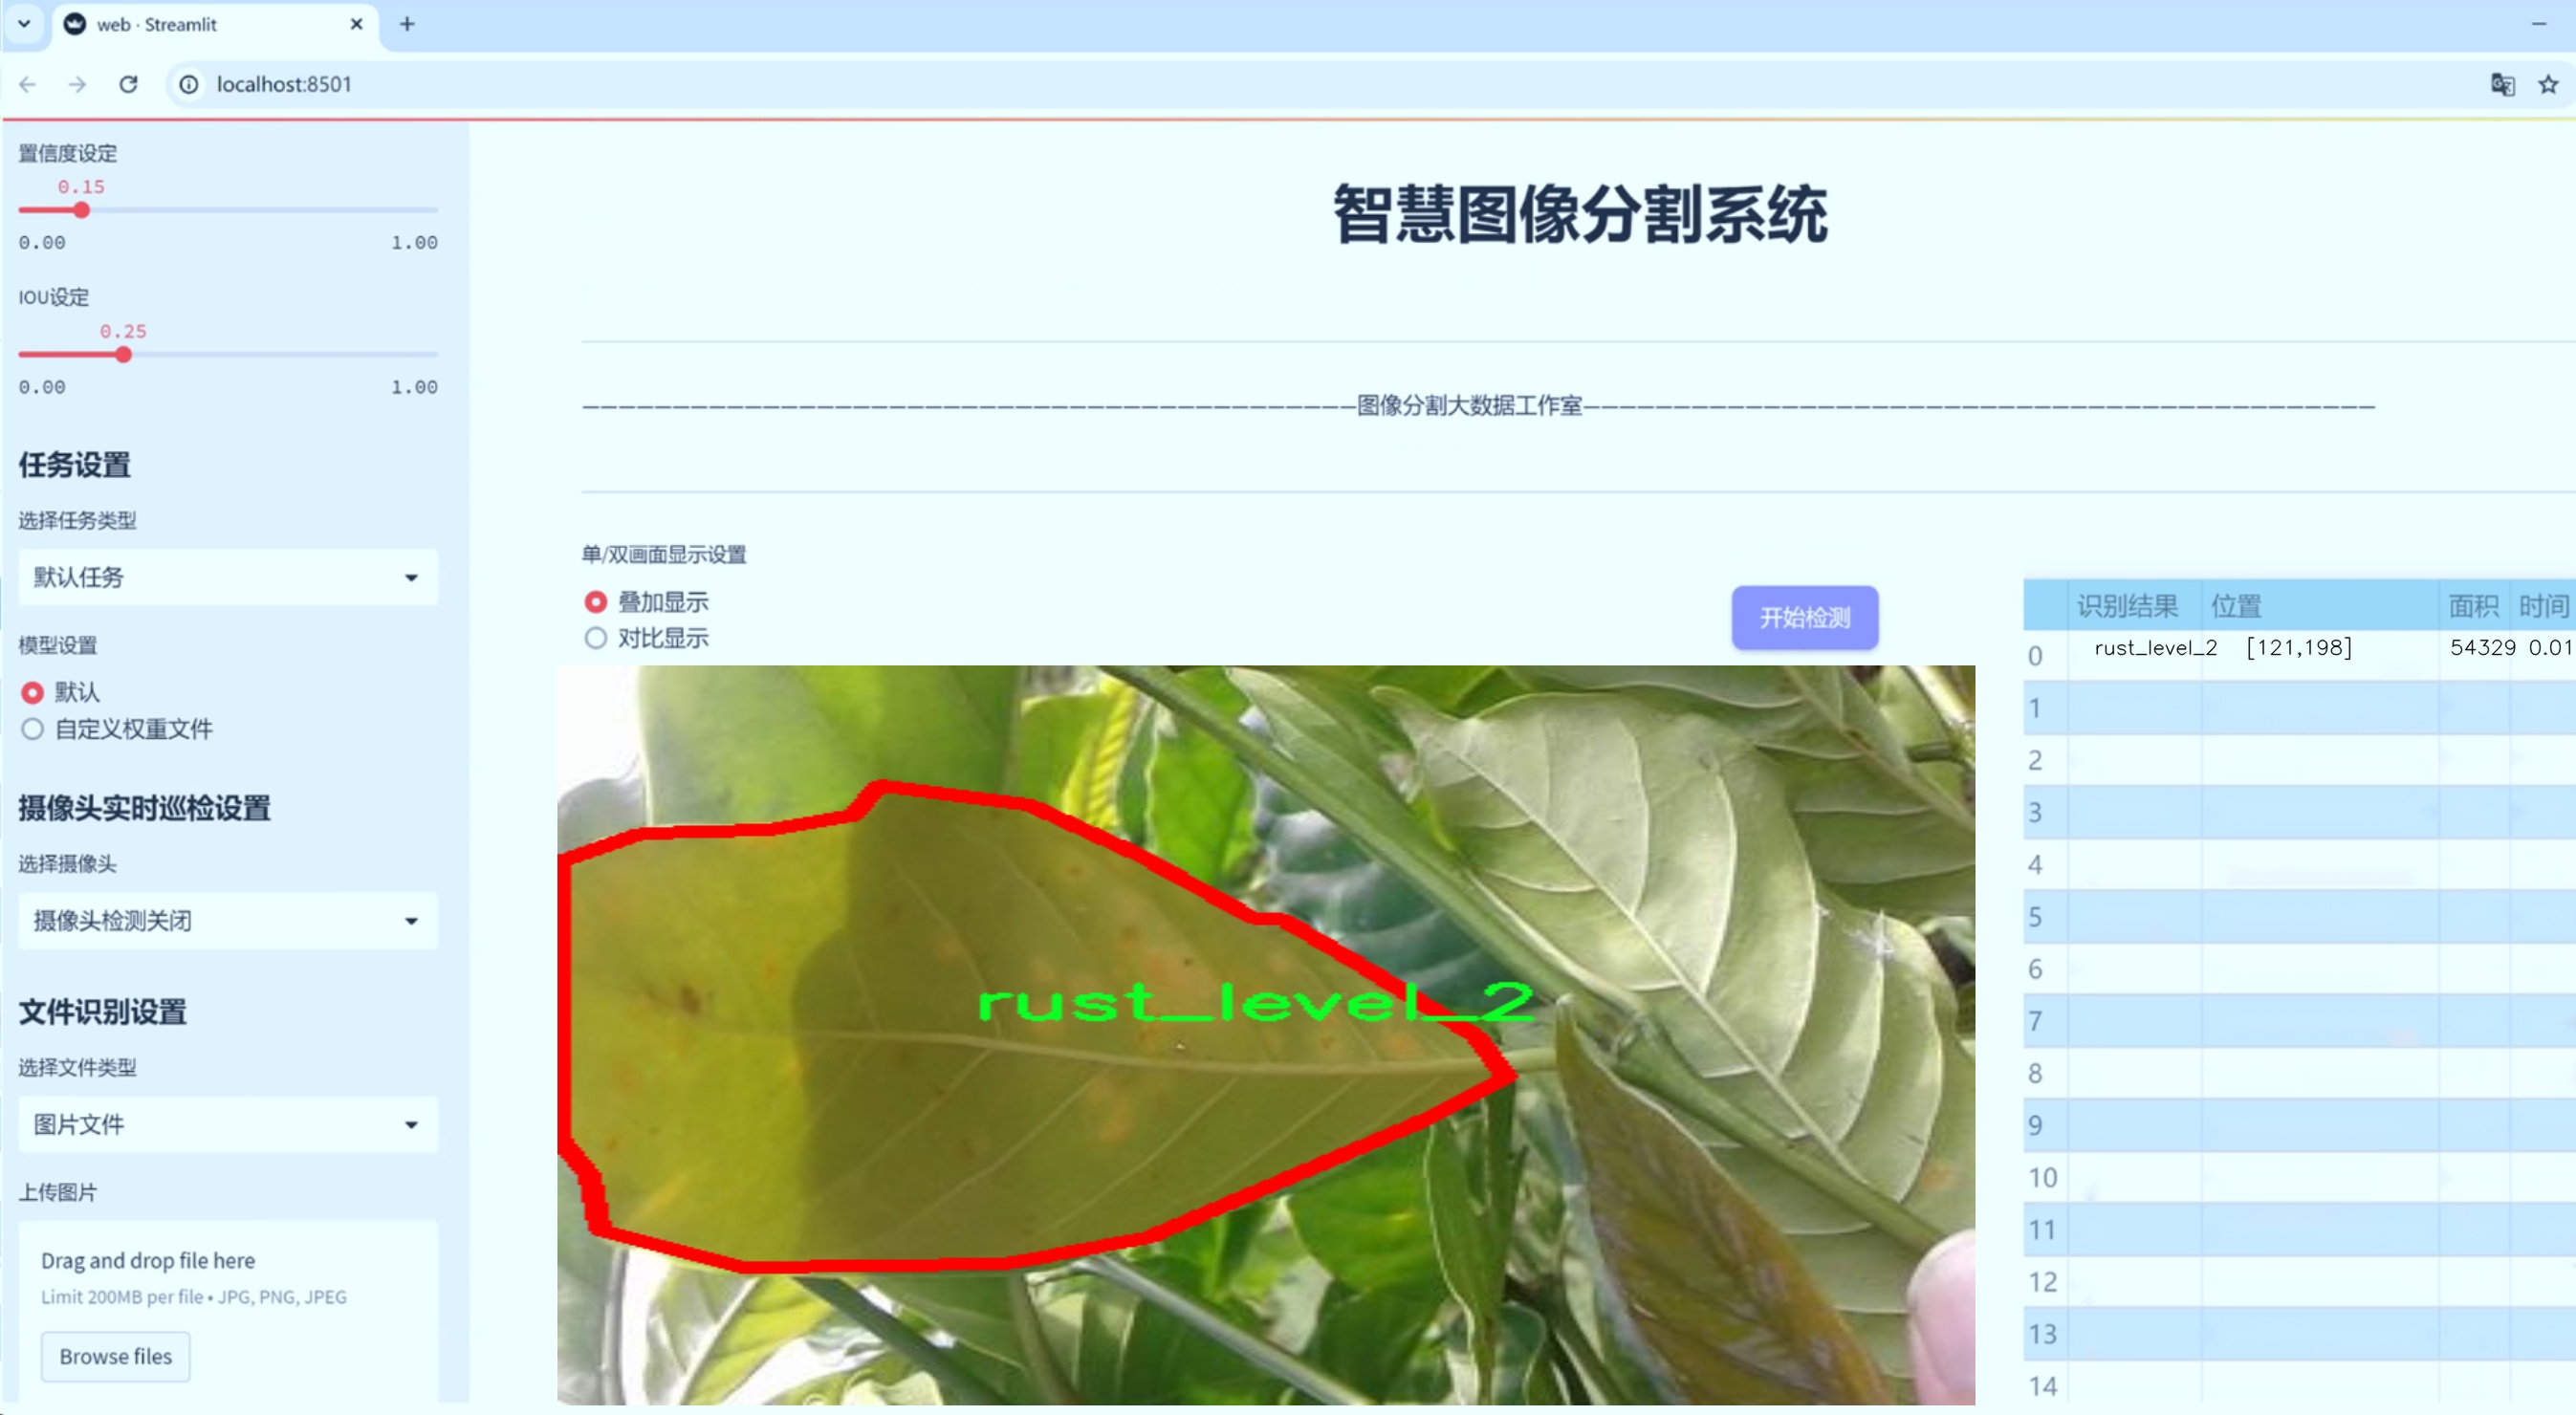 web · Streamlit
localhost:8501
置信度设定
0.15
0.00 1.00
IOU设定
0.25
0.00 1.00
任务设置
选择任务类型
默认任务
模型设置
默认
自定义权重文件
摄像头实时巡检设置
选择摄像头
摄像头检测关闭
文件识别设置
选择文件类型
图片文件
上传图片
Drag and drop file here
Limit 200MB per file • JPG, PNG, JPEG
Browse files
智慧图像分割系统
图像分割大数据工作室
单/双画面显示设置
叠加显示
对比显示
开始检测
rust_level_2
识别结果 位置 面积 时间
0 rust_level_2 [121,198] 54329 0.01
1
2
3
4
5
6
7
8
9
10
11
12
13
14